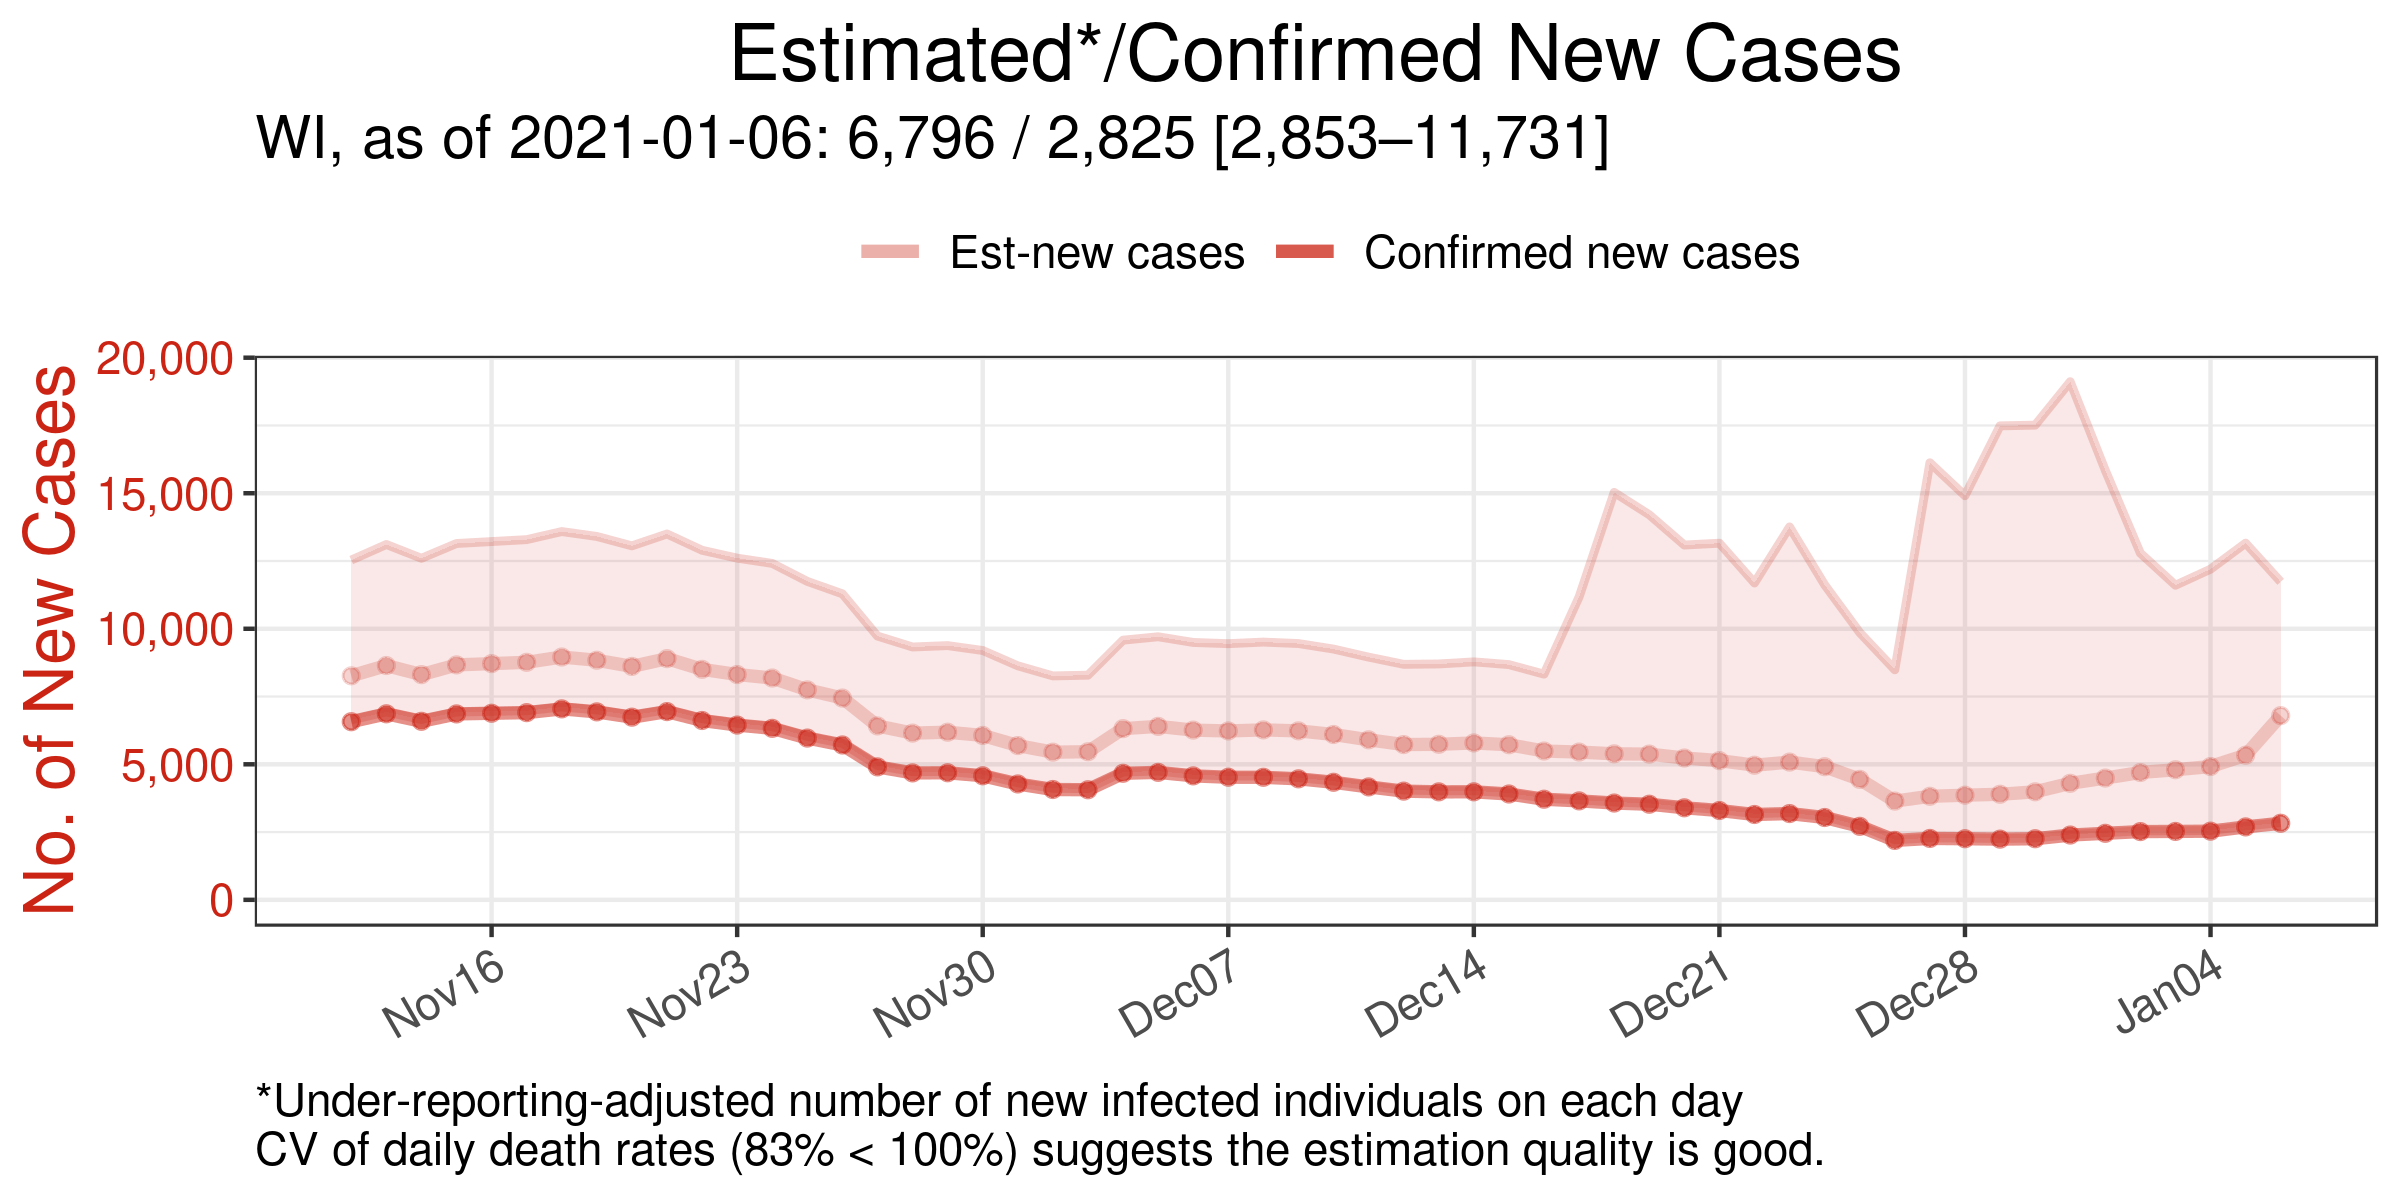 Estimated*/Confirmed New Cases
WI, as of 2021-01-06: 6,796 / 2,825 [2,853–11,731]
Est-new cases Confirmed new cases
No. of New Cases
20,000
15,000
10,000
5,000
0
Nov16 Nov23 Nov30 Dec07 Dec14 Dec21 Dec28 Jan04
*Under-reporting-adjusted number of new infected individuals on each day
CV of daily death rates (83% < 100%) suggests the estimation quality is good.